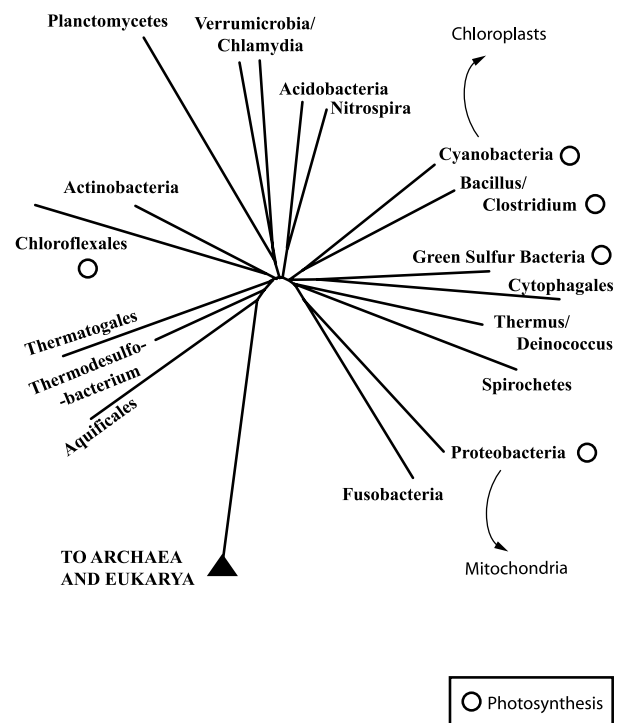 Planctomycetes
Verrumicrobia/
Chlamydia
Chloroplasts
Acidobacteria
Nitrospira
Cyanobacteria
Bacillus/
Clostridium
Actinobacteria
Chloroflexales
Green Sulfur Bacteria
Cytophagales
Thermus/
Deinococcus
Spirochetes
Thermatogales
Thermodesulfo-
-bacterium
Aquificales
Proteobacteria
Fusobacteria
TO ARCHAEA
AND EUKARYA
Mitochondria
Photosynthesis